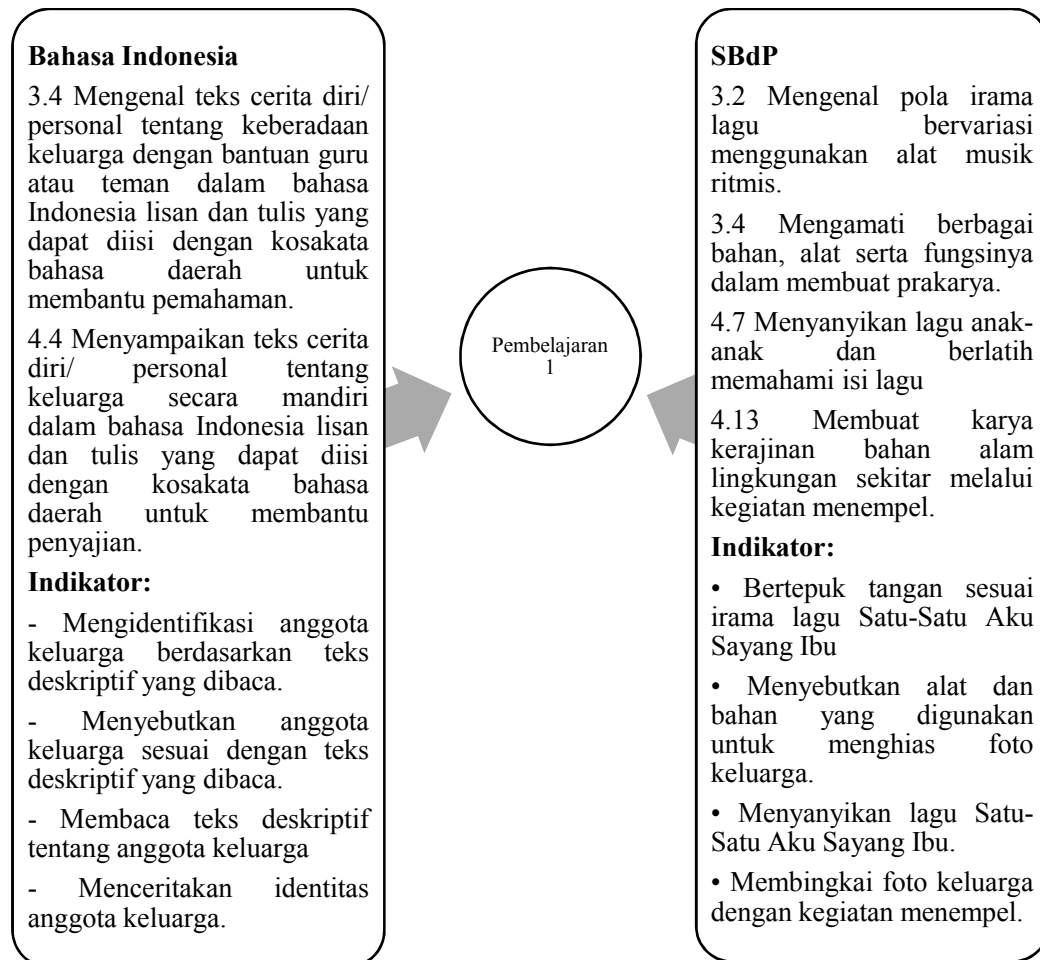 Bahasa Indonesia
3.4 Mengenal teks cerita diri/
personal tentang keberadaan
keluarga dengan bantuan guru
atau teman dalam bahasa
Indonesia lisan dan tulis yang
dapat diisi dengan kosakata
bahasa daerah untuk
membantu pemahaman.
4.4 Menyampaikan teks cerita
diri/ personal tentang
keluarga secara mandiri
dalam bahasa Indonesia lisan
dan tulis yang dapat diisi
dengan kosakata bahasa
daerah untuk membantu
penyajian.
Indikator:
- Mengidentifikasi anggota
keluarga berdasarkan teks
deskriptif yang dibaca.
- Menyebutkan anggota
keluarga sesuai dengan teks
deskriptif yang dibaca.
- Membaca teks deskriptif
tentang anggota keluarga
- Menceritakan identitas
anggota keluarga.
Pembelajaran
1
SBdP
3.2 Mengenal pola irama
lagu bervariasi
menggunakan alat musik
ritmis.
3.4 Mengamati berbagai
bahan, alat serta fungsinya
dalam membuat prakarya.
4.7 Menyanyikan lagu anak-
anak dan berlatih
memahami isi lagu
4.13 Membuat karya
kerajinan bahan alam
lingkungan sekitar melalui
kegiatan menempel.
Indikator:
• Bertepuk tangan sesuai
irama lagu Satu-Satu Aku
Sayang Ibu
• Menyebutkan alat dan
bahan yang digunakan
untuk menghias foto
keluarga.
• Menyanyikan lagu Satu-
Satu Aku Sayang Ibu.
• Membingkai foto keluarga
dengan kegiatan menempel.